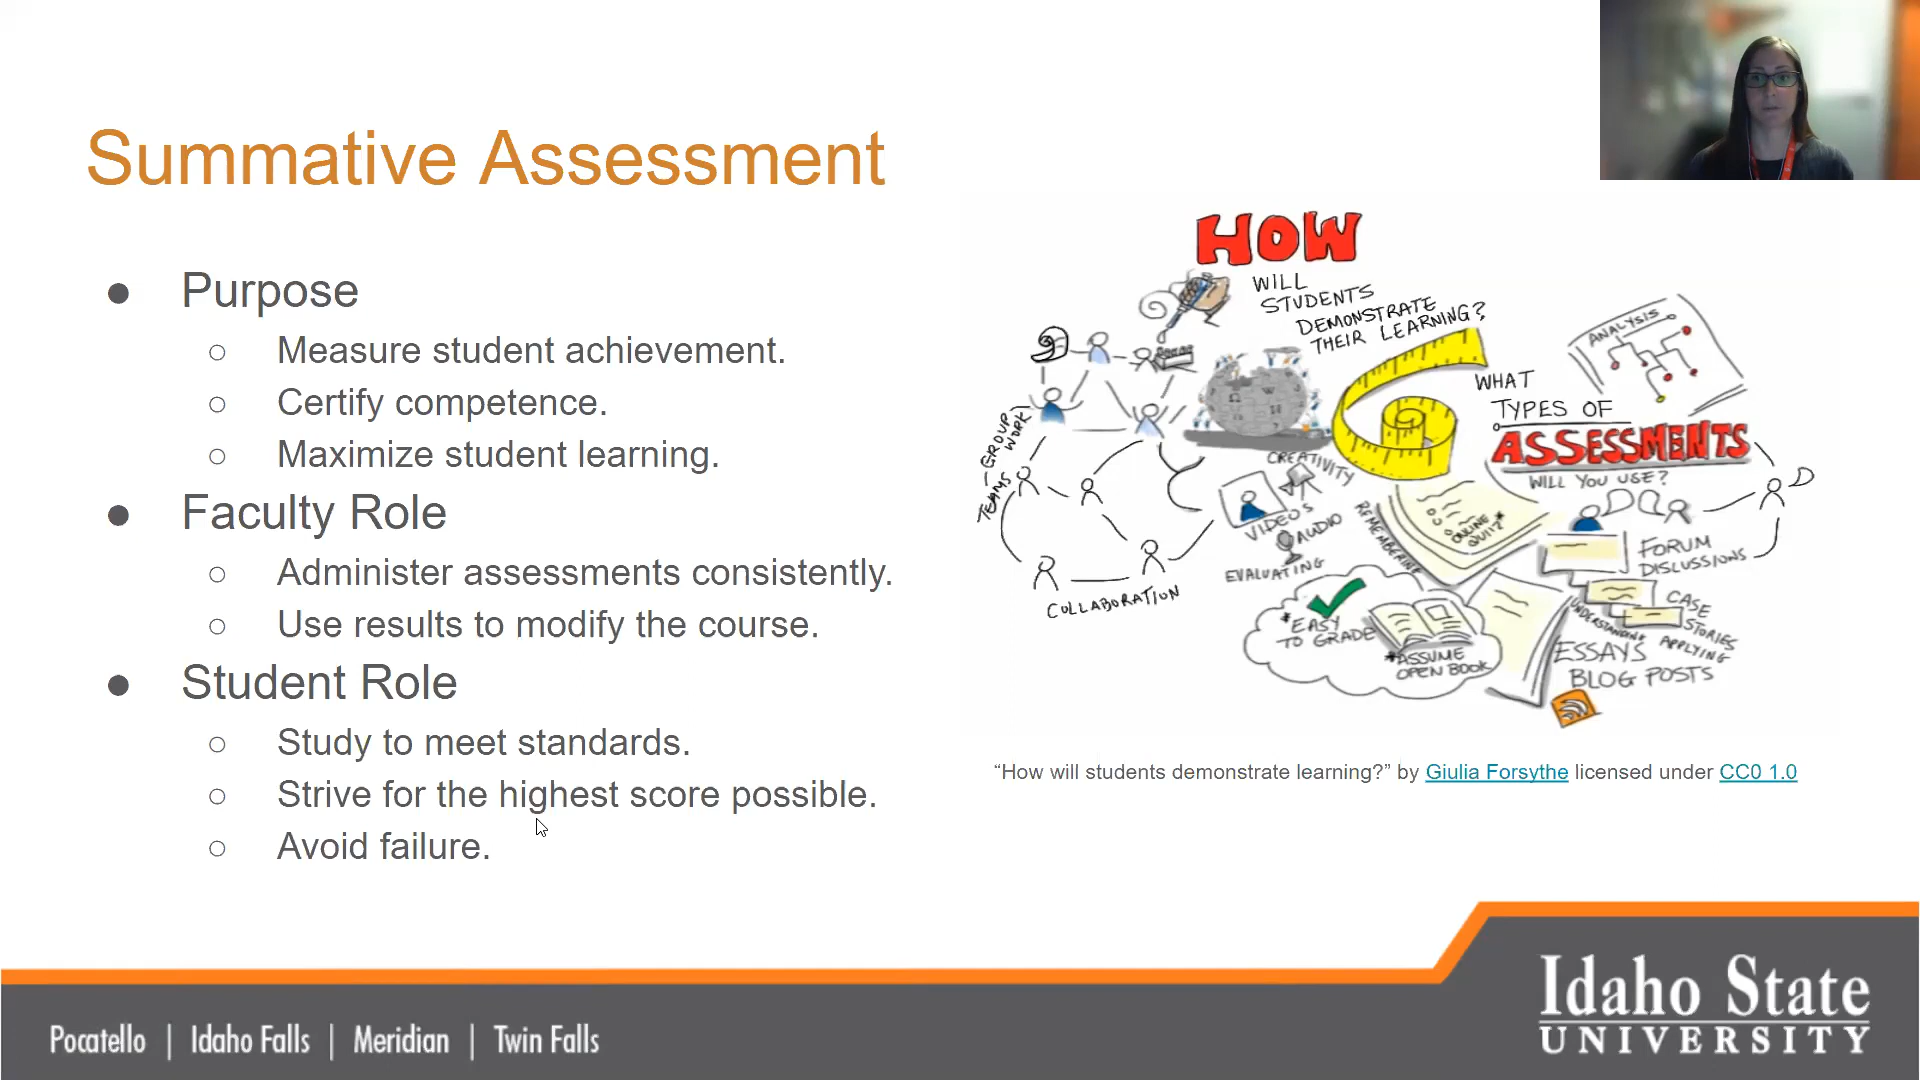 Summative Assessment
● Purpose
○ Measure student achievement.
○ Certify competence.
○ Maximize student learning.
● Faculty Role
○ Administer assessments consistently.
○ Use results to modify the course.
● Student Role
○ Study to meet standards.
○ Strive for the highest score possible.
○ Avoid failure.
HOW
WILL
STUDENTS
DEMONSTRATE
THEIR LEARNING?
ANALYSIS
WHAT
TYPES OF
ASSESSMENTS
WILL YOU USE?
GROUP
WORK
TEAMS
COLLABORATION
CREATIVITY
VIDEOS
AUDIO
EVALUATING
REMEMBERING
ONLINE
QUIZ*
FORUM
DISCUSSIONS
UNDERSTANDING
CASE
STORIES
APPLYING
ESSAYS
BLOG POSTS
*EASY
TO GRADE
*ASSUME
OPEN BOOK
“How will students demonstrate learning?” by Giulia Forsythe licensed under CC0 1.0
Pocatello | Idaho Falls | Meridian | Twin Falls
Idaho State
UNIVERSITY